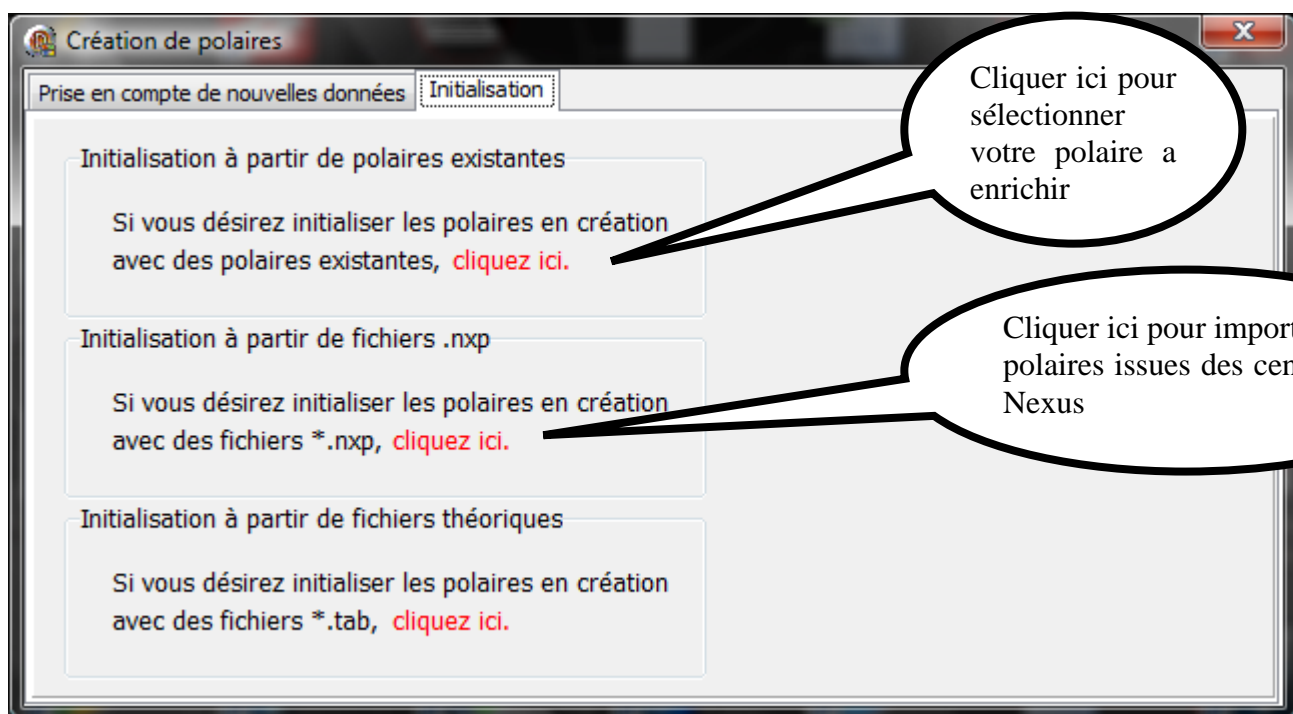 Création de polaires
Prise en compte de nouvelles données
Initialisation
Initialisation à partir de polaires existantes
Si vous désirez initialiser les polaires en création
avec des polaires existantes, cliquez ici.
Initialisation à partir de fichiers .nxp
Si vous désirez initialiser les polaires en création
avec des fichiers *.nxp, cliquez ici.
Initialisation à partir de fichiers théoriques
Si vous désirez initialiser les polaires en création
avec des fichiers *.tab, cliquez ici.
Cliquer ici pour
sélectionner
votre polaire a
enrichir
Cliquer ici pour
polaires issues des
Nexus